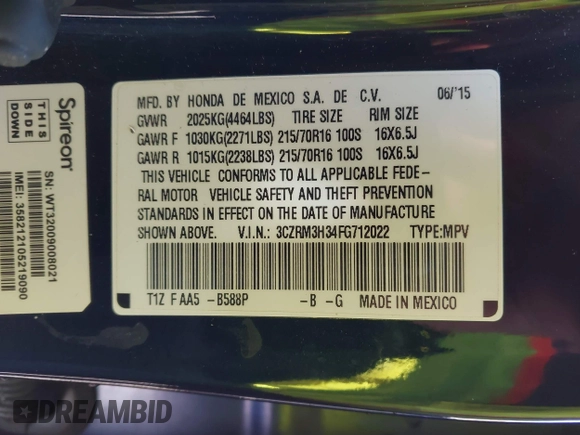 MFD. BY HONDA DE MEXICO S.A. DE C.V. 06/'15
GVWR 2025KG(4464LBS) TIRE SIZE RIM SIZE
GAWR F 1030KG(2271LBS) 215/70R16 100S 16X6.5J
GAWR R 1015KG(2238LBS) 215/70R16 100S 16X6.5J
THIS VEHICLE CONFORMS TO ALL APPLICABLE FEDE-
RAL MOTOR VEHICLE SAFETY AND THEFT PREVENTION
STANDARDS IN EFFECT ON THE DATE OF MANUFACTURE
SHOWN ABOVE. V.I.N.: 3CZRM3H34FG712022 TYPE:MPV
T1Z F AA5 -B588P -B -G MADE IN MEXICO
Spireon
THIS
SIDE
DOWN
SN: WT32009008021
IMEI: 358212105219090
DREAMBID